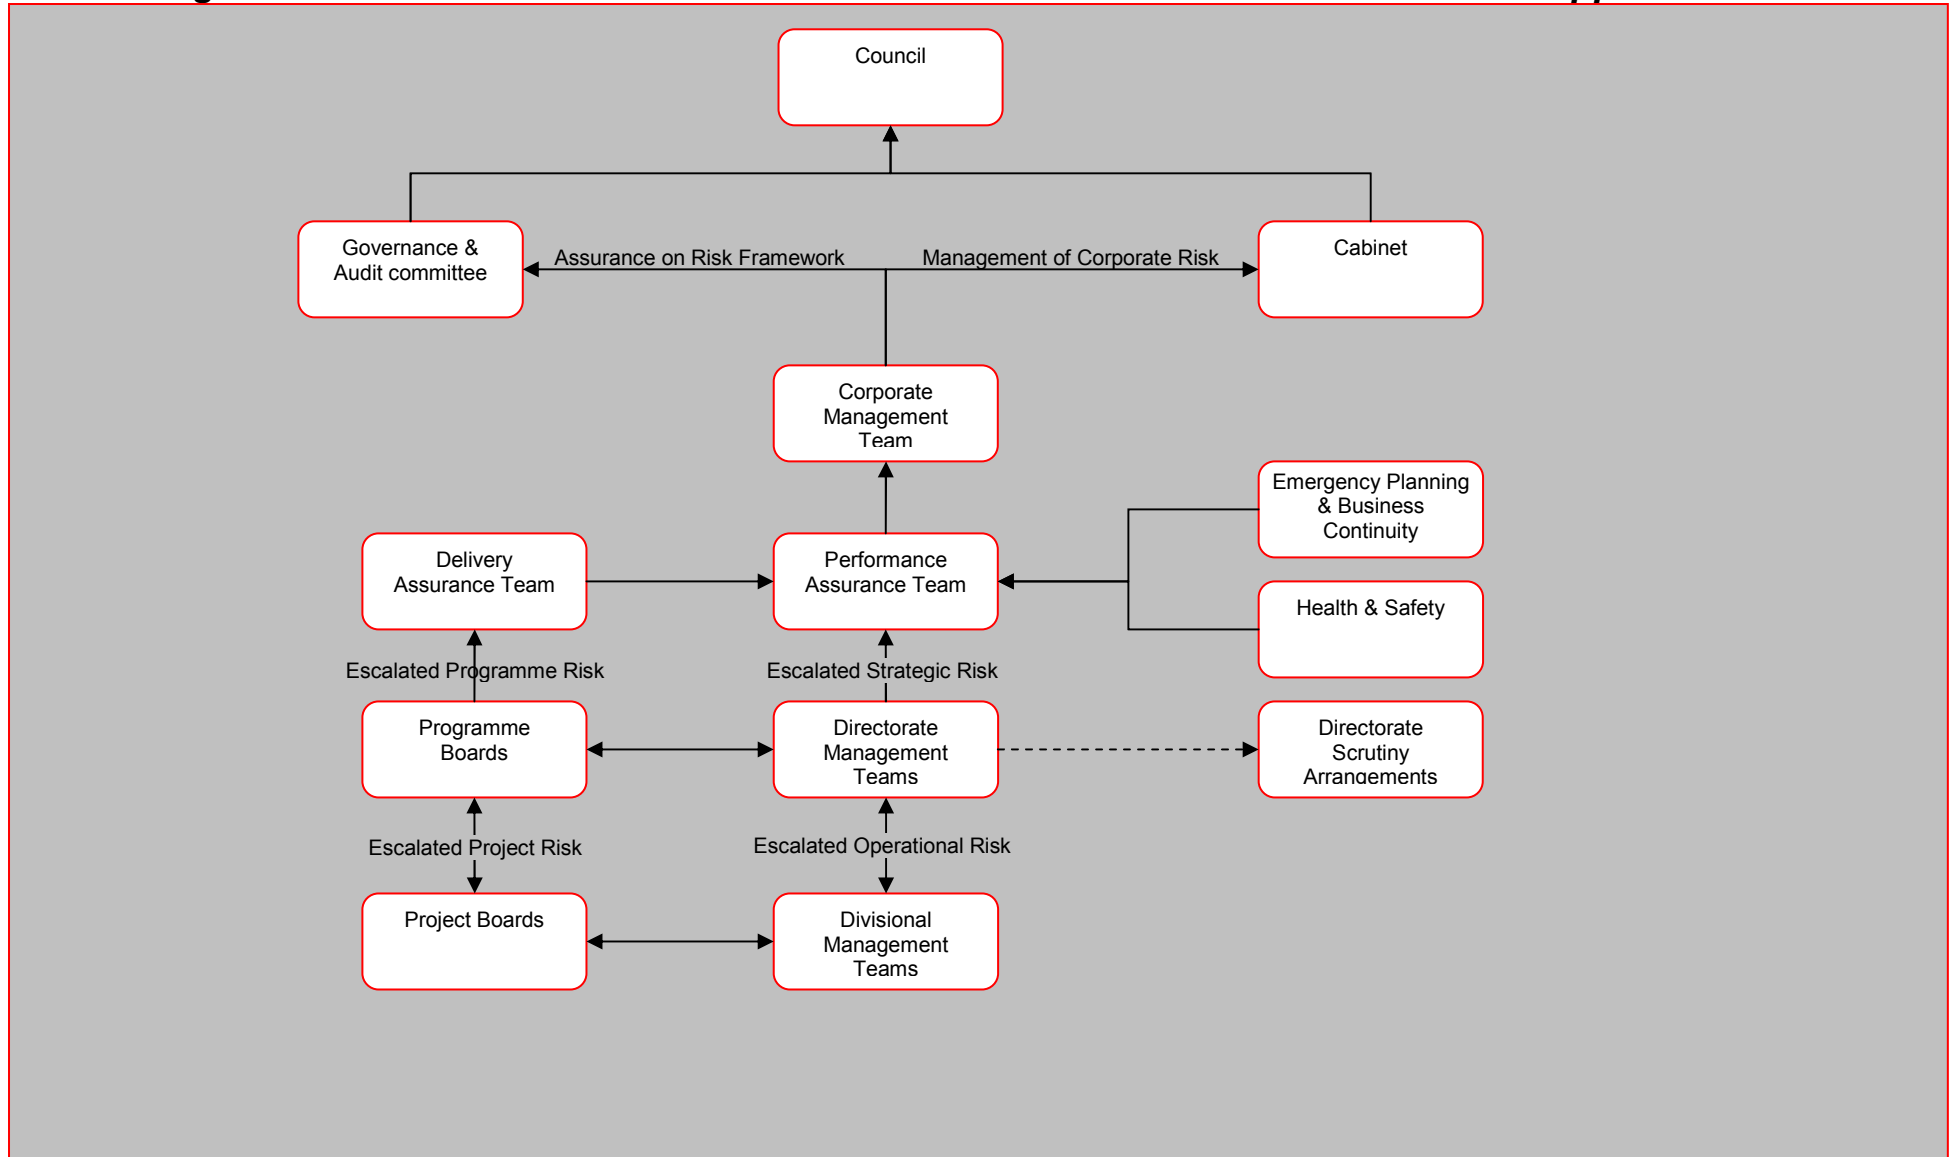 Council
Governance &
Audit committee
Assurance on Risk Framework
Management of Corporate Risk
Cabinet
Corporate
Management
Team
Emergency Planning
& Business
Continuity
Delivery
Assurance Team
Performance
Assurance Team
Health & Safety
Escalated Programme Risk
Escalated Strategic Risk
Programme
Boards
Directorate
Management
Teams
Directorate
Scrutiny
Arrangements
Escalated Project Risk
Escalated Operational Risk
Project Boards
Divisional
Management
Teams